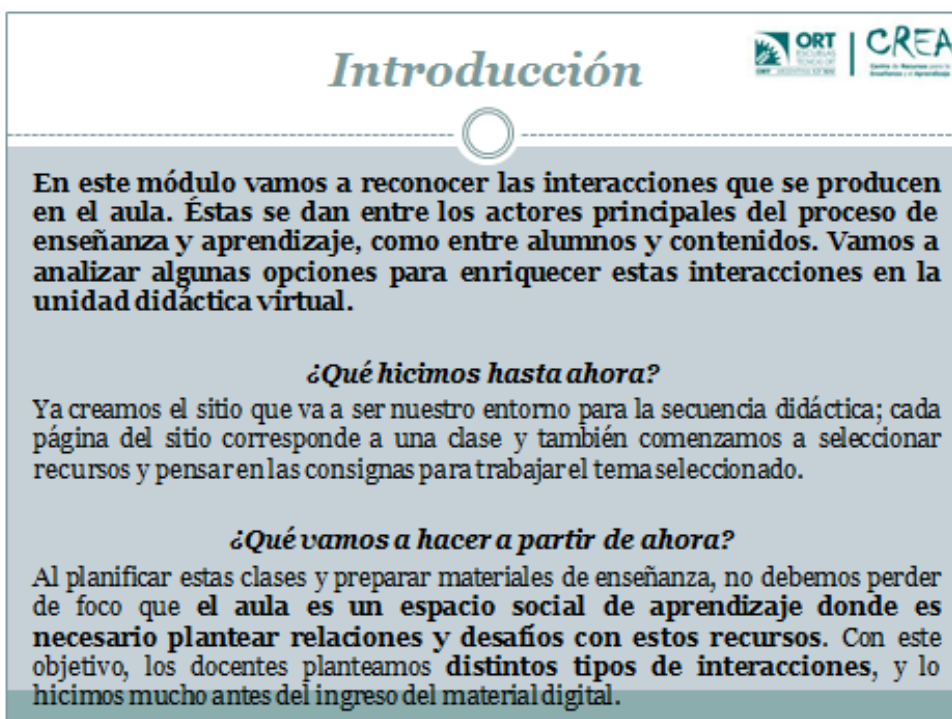 Introducción
ORT
CREA
En este módulo vamos a reconocer las interacciones que se producen
en el aula. Éstas se dan entre los actores principales del proceso de
enseñanza y aprendizaje, como entre alumnos y contenidos. Vamos a
analizar algunas opciones para enriquecer estas interacciones en la
unidad didáctica virtual.
¿Qué hicimos hasta ahora?
Ya creamos el sitio que va a ser nuestro entorno para la secuencia didáctica; cada
página del sitio corresponde a una clase y también comenzamos a seleccionar
recursos y pensar en las consignas para trabajar el tema seleccionado.
¿Qué vamos a hacer a partir de ahora?
Al planificar estas clases y preparar materiales de enseñanza, no debemos perder
de foco que el aula es un espacio social de aprendizaje donde es
necesario plantear relaciones y desafíos con estos recursos. Con este
objetivo, los docentes planteamos distintos tipos de interacciones, y lo
hicimos mucho antes del ingreso del material digital.